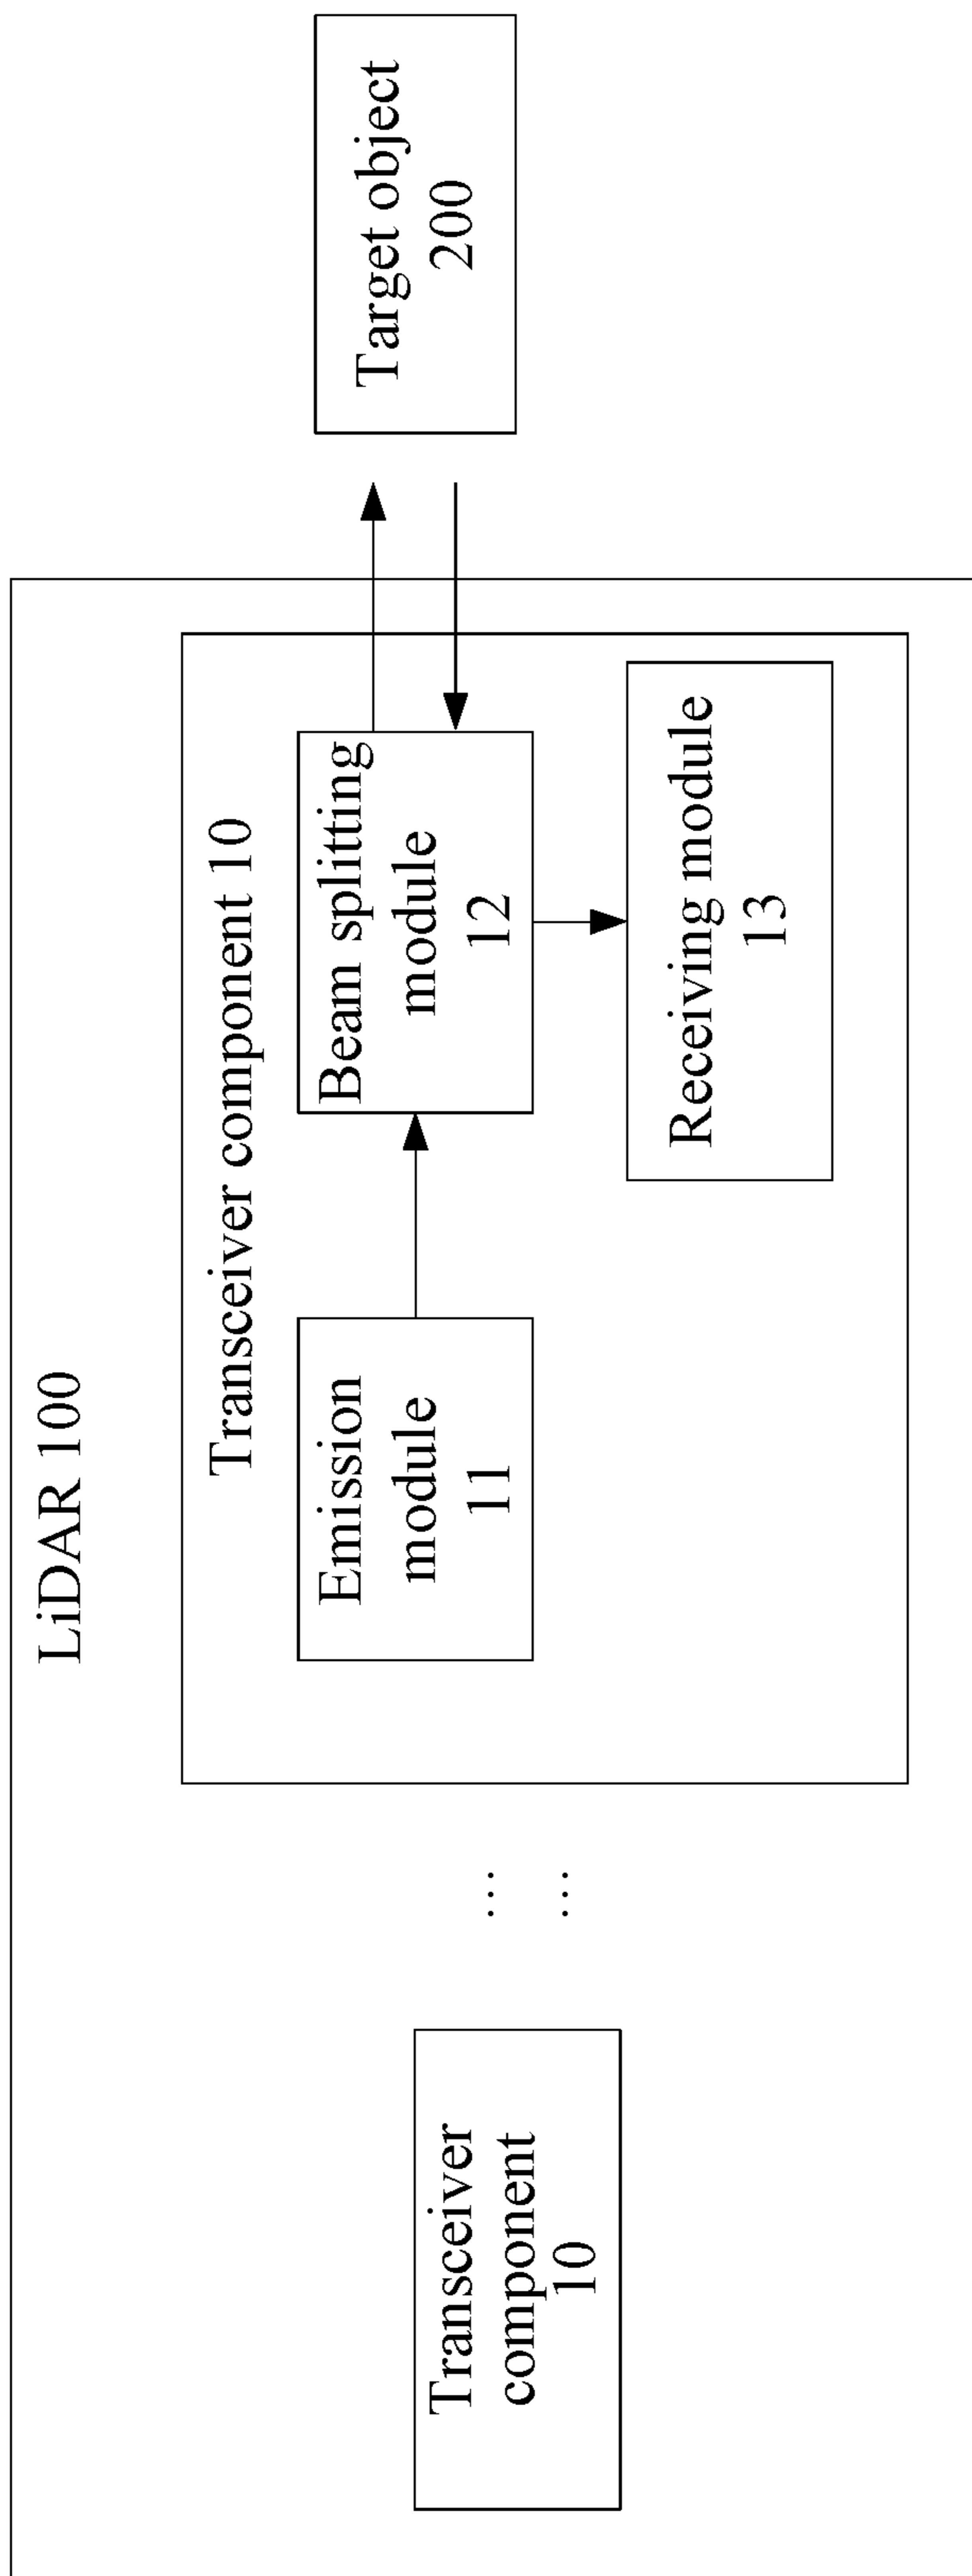 LiDAR 100
Transceiver
component
10
... ...
Transceiver component 10
Emission
module
11
Beam splitting
module
12
Receiving module
13
Target object
200